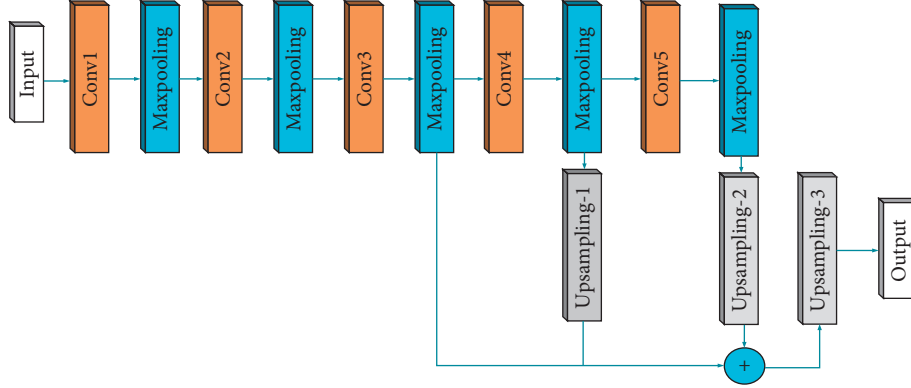 Input
Conv1
Maxpooling
Conv2
Maxpooling
Conv3
Maxpooling
Conv4
Maxpooling
Conv5
Maxpooling
Upsampling-1
Upsampling-2
Upsampling-3
Output
+